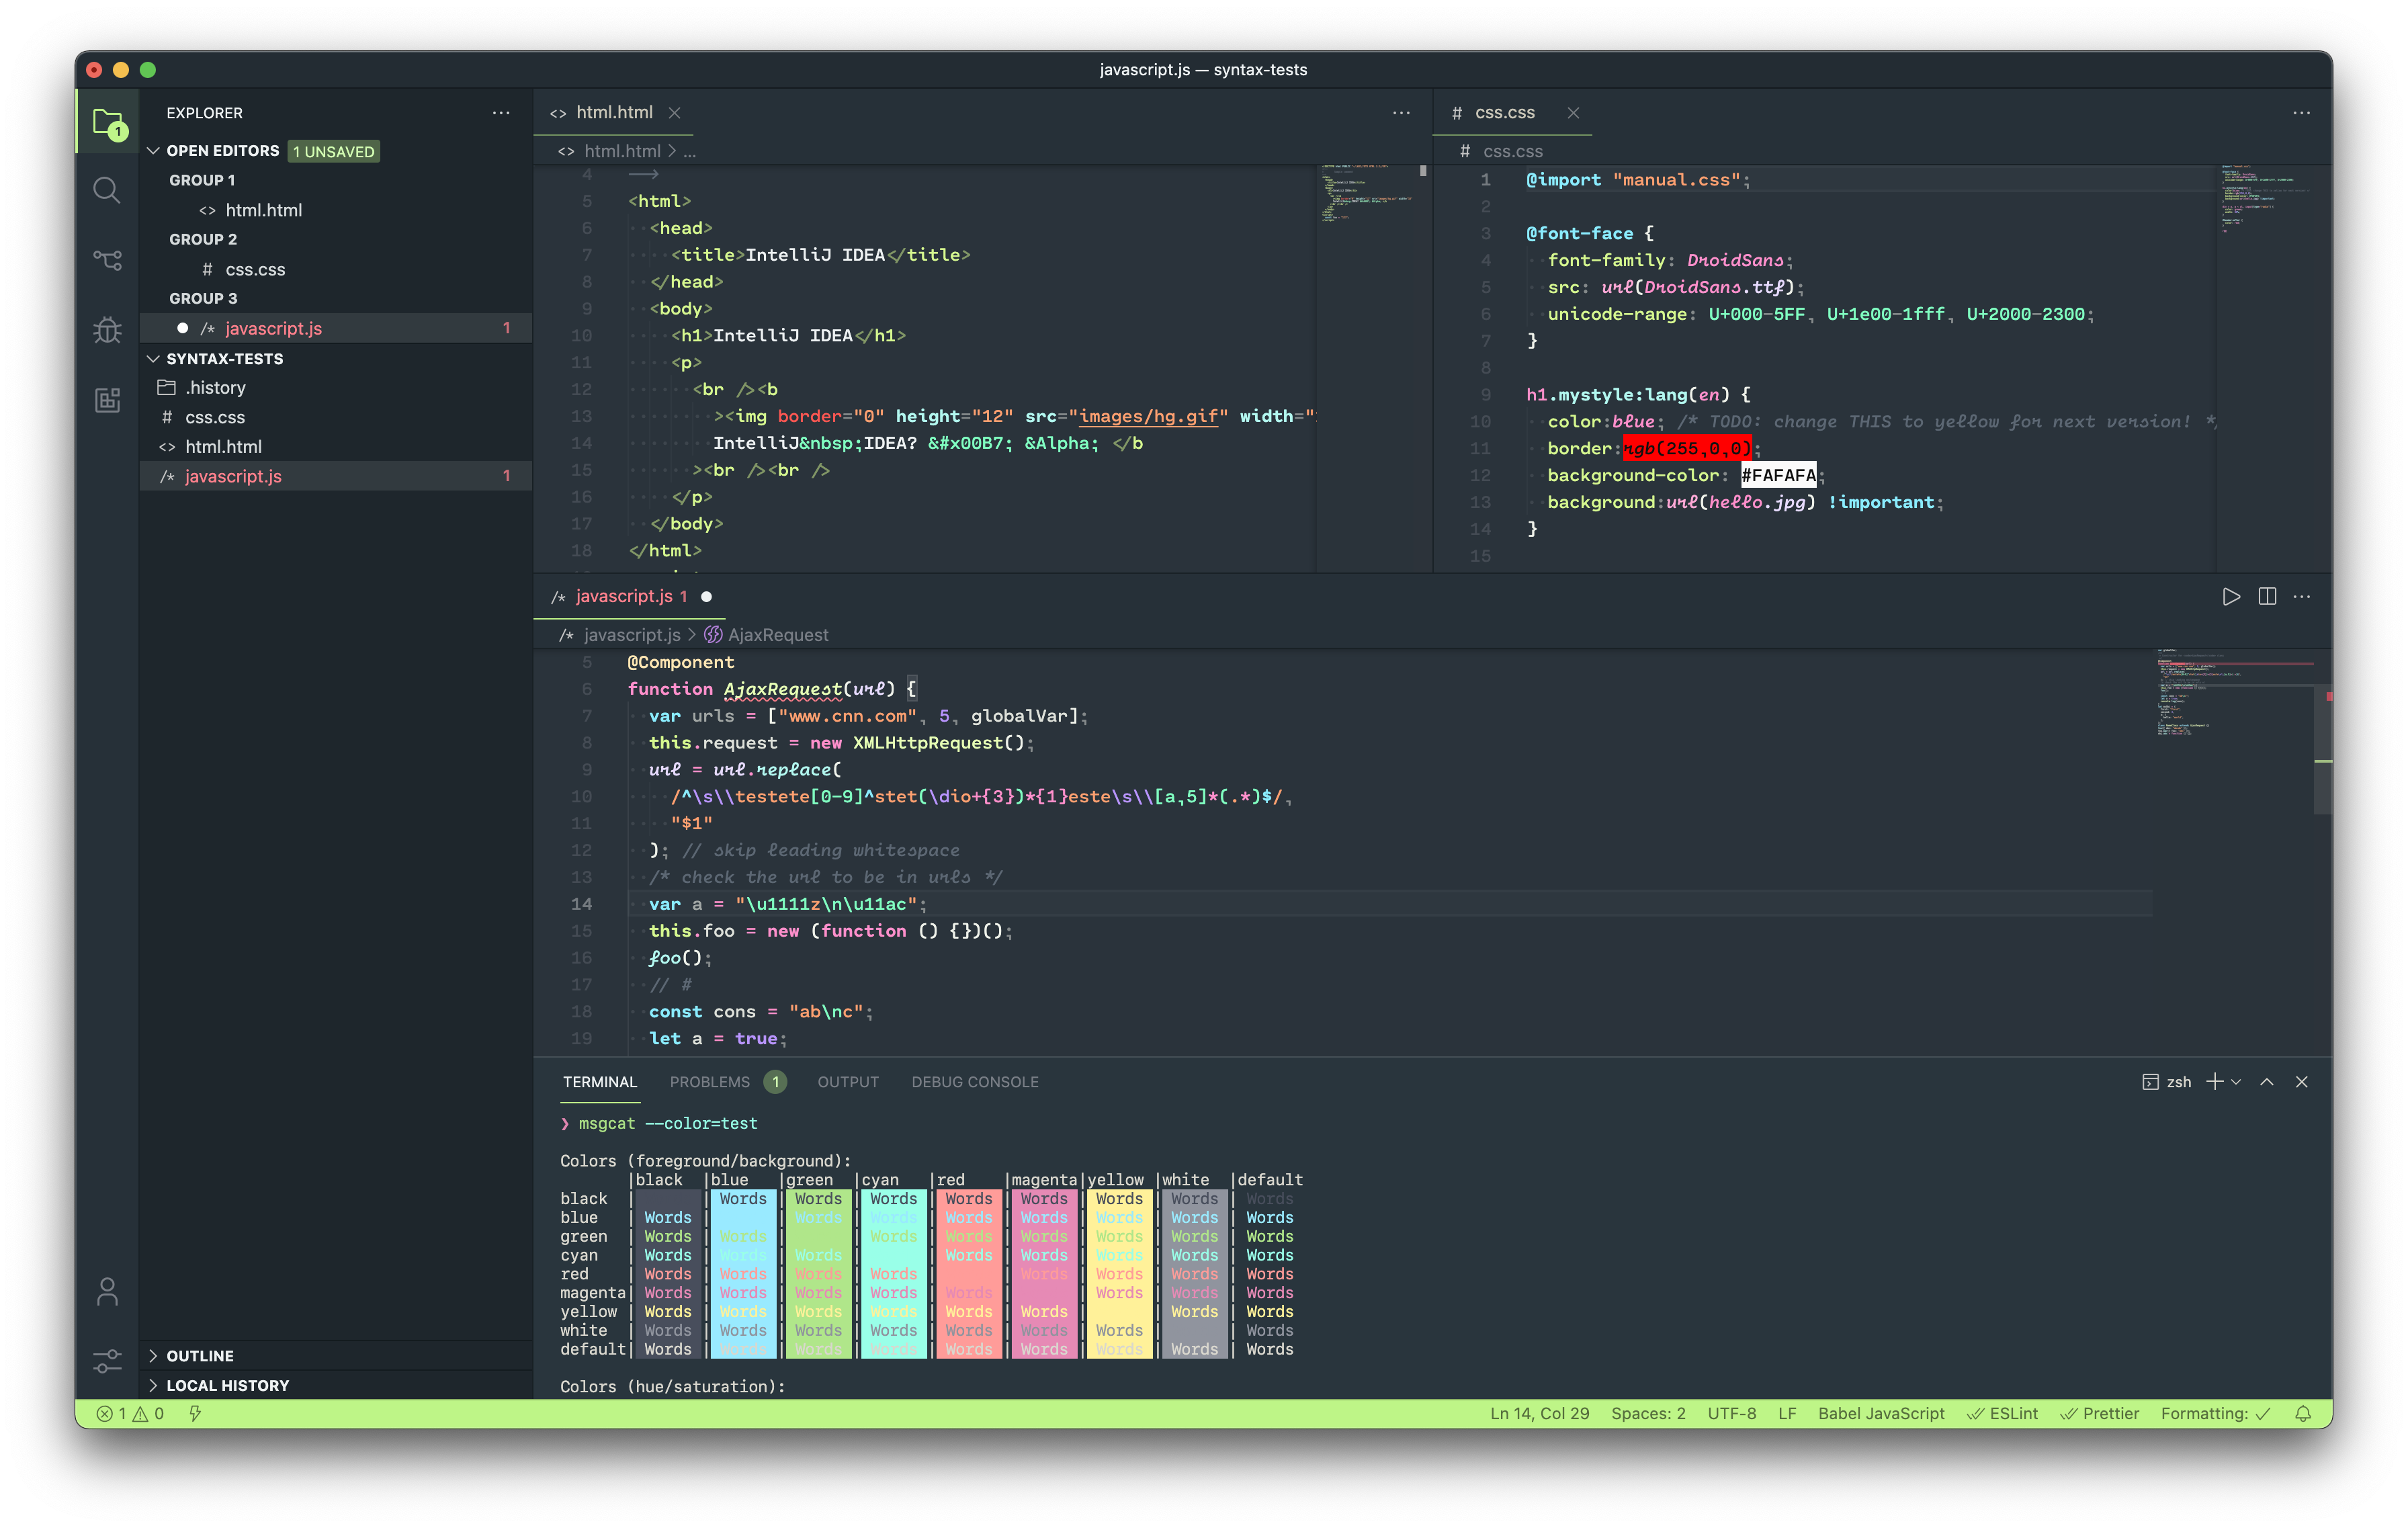 javascript.js — syntax-tests
1
EXPLORER
OPEN EDITORS 1 UNSAVED
GROUP 1
<> html.html
GROUP 2
# css.css
GROUP 3
/* javascript.js 1
SYNTAX-TESTS
.history
# css.css
<> html.html
/* javascript.js 1
OUTLINE
LOCAL HISTORY
<> html.html
<> html.html > ...
4 -->
5 <html>
6 <head>
7 <title>IntelliJ IDEA</title>
8 </head>
9 <body>
10 <h1>IntelliJ IDEA</h1>
11 <p>
12 <br /><b
13 ><img border="0" height="12" src="images/hg.gif" width="
14 IntelliJ&nbsp;IDEA? &#x00B7; &Alpha; </b
15 ><br /><br />
16 </p>
17 </body>
18 </html>
# css.css
# css.css
1 @import "manual.css";
2
3 @font-face {
4 font-family: DroidSans;
5 src: url(DroidSans.ttf);
6 unicode-range: U+000-5FF, U+1e00-1fff, U+2000-2300;
7 }
8
9 h1.mystyle:lang(en) {
10 color:blue; /* TODO: change THIS to yellow for next version! */
11 border:rgb(255,0,0);
12 background-color: #FAFAFA;
13 background:url(hello.jpg) !important;
14 }
15
/* javascript.js 1
/* javascript.js > AjaxRequest
5 @Component
6 function AjaxRequest(url) {
7 var urls = ["www.cnn.com", 5, globalVar];
8 this.request = new XMLHttpRequest();
9 url = url.replace(
10 /^\s\\testete[0-9]^stet(\dio+{3})*{1}este\s\\[a,5]*(.*)$/,
11 "$1"
12 ); // skip leading whitespace
13 /* check the url to be in urls */
14 var a = "\u1111z\n\u11ac";
15 this.foo = new (function () {})();
16 foo();
17 // #
18 const cons = "ab\nc";
19 let a = true;
TERMINAL PROBLEMS 1 OUTPUT DEBUG CONSOLE
zsh
❯ msgcat --color=test
Colors (foreground/background):
|black |blue |green |cyan |red |magenta|yellow |white |default
black | | Words | Words | Words | Words | Words | Words | Words | Words
blue | Words | | Words | Words | Words | Words | Words | Words | Words
green | Words | Words | | Words | Words | Words | Words | Words | Words
cyan | Words | Words | Words | | Words | Words | Words | Words | Words
red | Words | Words | Words | Words | | Words | Words | Words | Words
magenta| Words | Words | Words | Words | Words | | Words | Words | Words
yellow | Words | Words | Words | Words | Words | Words | | Words | Words
white | Words | Words | Words | Words | Words | Words | Words | | Words
default| Words | Words | Words | Words | Words | Words | Words | Words | Words
Colors (hue/saturation):
1 0
Ln 14, Col 29 Spaces: 2 UTF-8 LF Babel JavaScript ESLint Prettier Formatting: